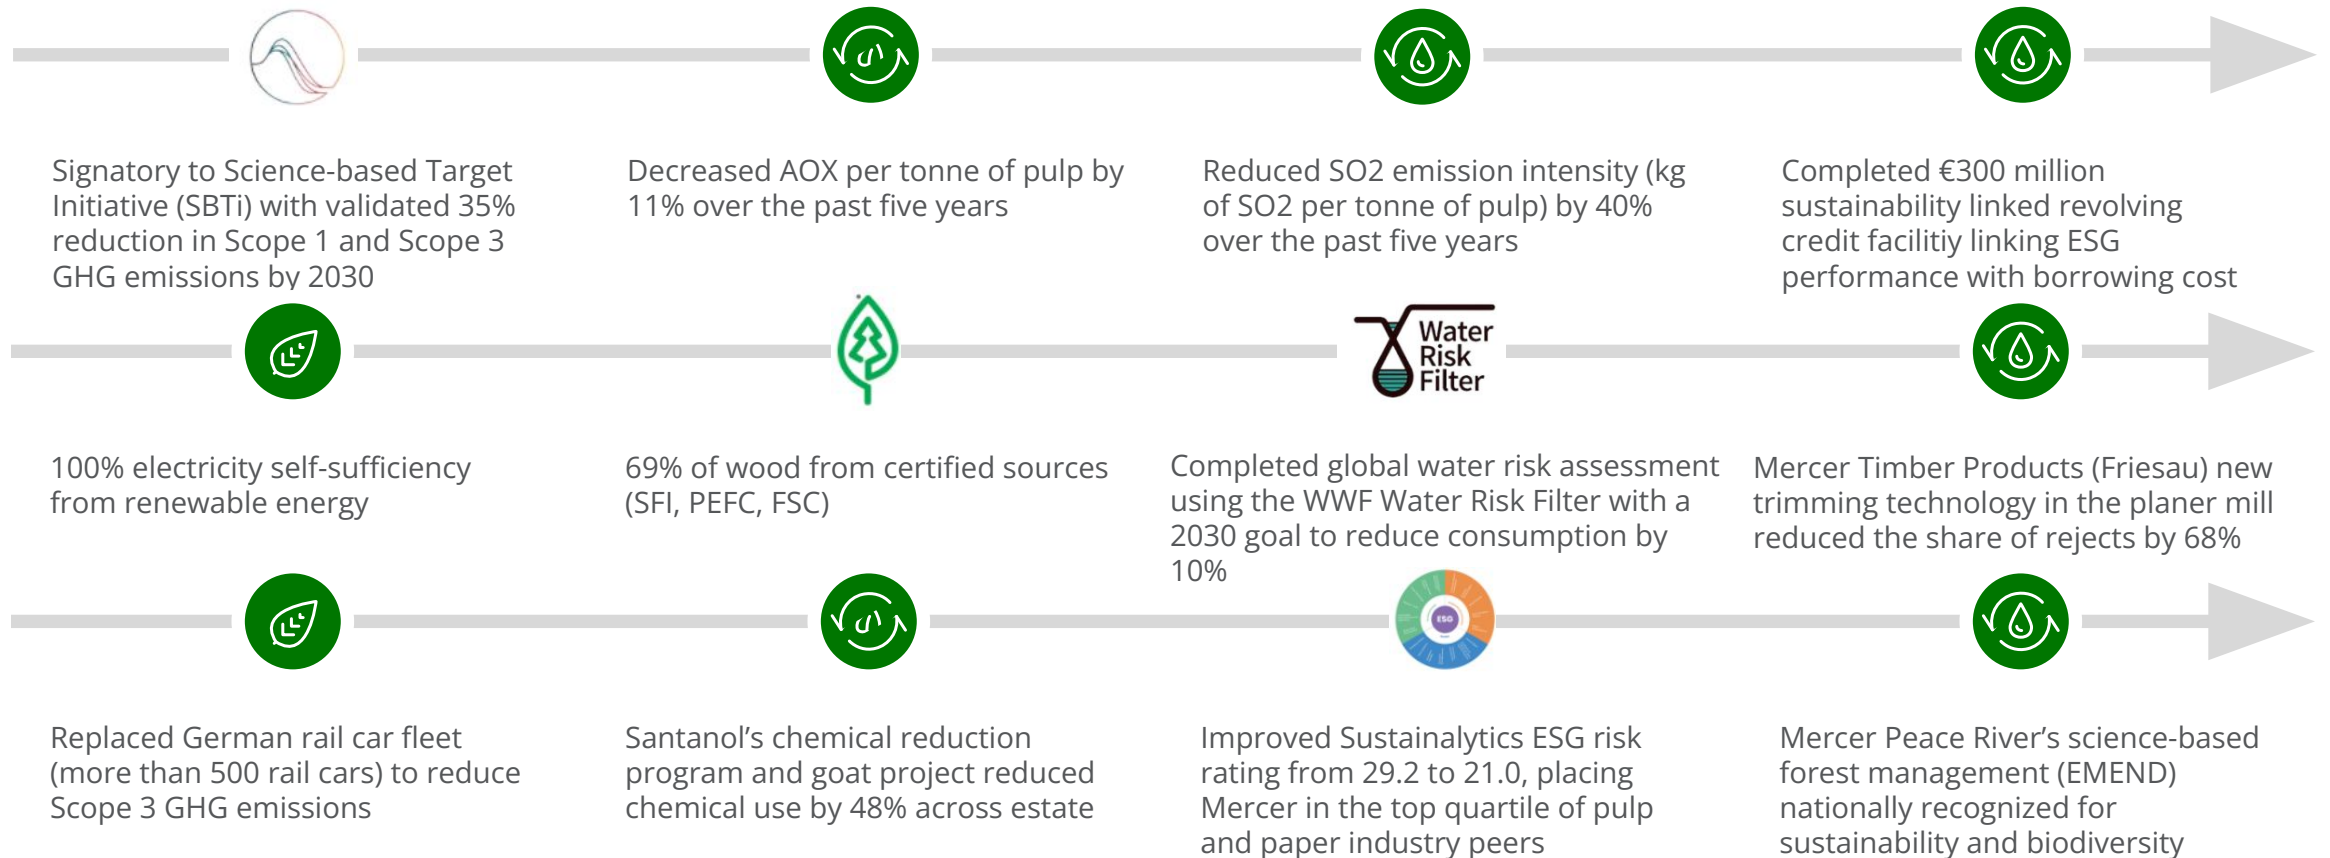 Signatory to Science-based Target
Initiative (SBTi) with validated 35%
reduction in Scope 1 and Scope 3
GHG emissions by 2030
Decreased AOX per tonne of pulp by
11% over the past five years
Reduced SO2 emission intensity (kg
of SO2 per tonne of pulp) by 40%
over the past five years
Completed €300 million
sustainability linked revolving
credit facilitiy linking ESG
performance with borrowing cost
Water
Risk
Filter
100% electricity self-sufficiency
from renewable energy
69% of wood from certified sources
(SFI, PEFC, FSC)
Completed global water risk assessment
using the WWF Water Risk Filter with a
2030 goal to reduce consumption by
10%
Mercer Timber Products (Friesau) new
trimming technology in the planer mill
reduced the share of rejects by 68%
ESG
Replaced German rail car fleet
(more than 500 rail cars) to reduce
Scope 3 GHG emissions
Santanol’s chemical reduction
program and goat project reduced
chemical use by 48% across estate
Improved Sustainalytics ESG risk
rating from 29.2 to 21.0, placing
Mercer in the top quartile of pulp
and paper industry peers
Mercer Peace River’s science-based
forest management (EMEND)
nationally recognized for
sustainability and biodiversity